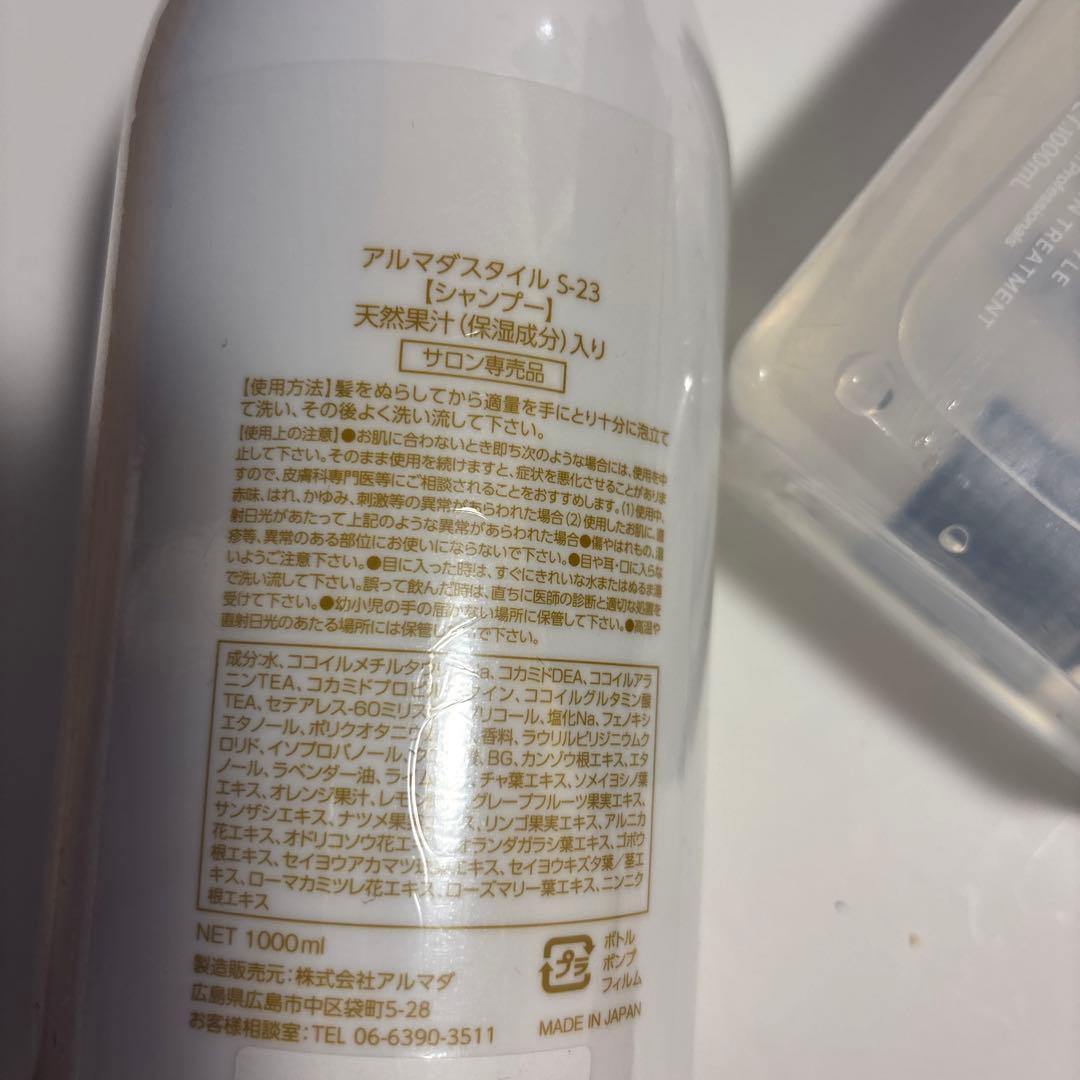 アルマダスタイル S-23
【シャンプー】
天然果汁(保湿成分)入り
サロン専売品
【使用方法】髪をぬらしてから適量を手にとり十分に泡立て
て洗い、その後よく洗い流して下さい。
【使用上の注意】●お肌に合わないとき即ち次のような場合には、使用を中
止して下さい。そのまま使用を続けますと、症状を悪化させることがありま
すので、皮膚科専門医等にご相談されることをおすすめします。(1)使用中、
赤味、はれ、かゆみ、刺激等の異常があらわれた場合(2)使用したお肌に、直
射日光があたって上記のような異常があらわれた場合●傷やはれもの、湿
疹等、異常のある部位にお使いにならないで下さい。●目や耳・口に入らな
いようご注意下さい。●目に入った時は、すぐにきれいな水またはぬるま湯
で洗い流して下さい。誤って飲んだ時は、直ちに医師の診断と適切な処置を
受けて下さい。●幼小児の手の届かない場所に保管して下さい。●高温や
直射日光のあたる場所には保管し で下さい。
成分:水、ココイルメチルタウ a、コカミドDEA、ココイルアラ
ニンTEA、コカミドプロピル イン、ココイルグルタミン酸
TEA、セテアレス-60ミリス リコール、塩化Na、フェノキシ
エタノール、ポリクオタニウ 、香料、ラウリルピリジニウムク
ロリド、イソプロパノール、ク 、BG、カンゾウ根エキス、エタ
ノール、ラベンダー油、ライム チャ葉エキス、ソメイヨシノ葉
エキス、オレンジ果汁、レモン グレープフルーツ果実エキス、
サンザシエキス、ナツメ果 ス、リンゴ果実エキス、アルニカ
花エキス、オドリコソウ花エ オランダガラシ葉エキス、ゴボウ
根エキス、セイヨウアカマツ エキス、セイヨウキズタ葉/茎エ
キス、ローマカミツレ花エキス、ローズマリー葉エキス、ニンニク
根エキス
NET 1000ml
製造販売元:株式会社アルマダ
広島県広島市中区袋町5-28
お客様相談室:TEL 06-6390-3511
プラ
ボトル
ポンプ
フィルム
MADE IN JAPAN
1000mL
Professionals
TREATMENT